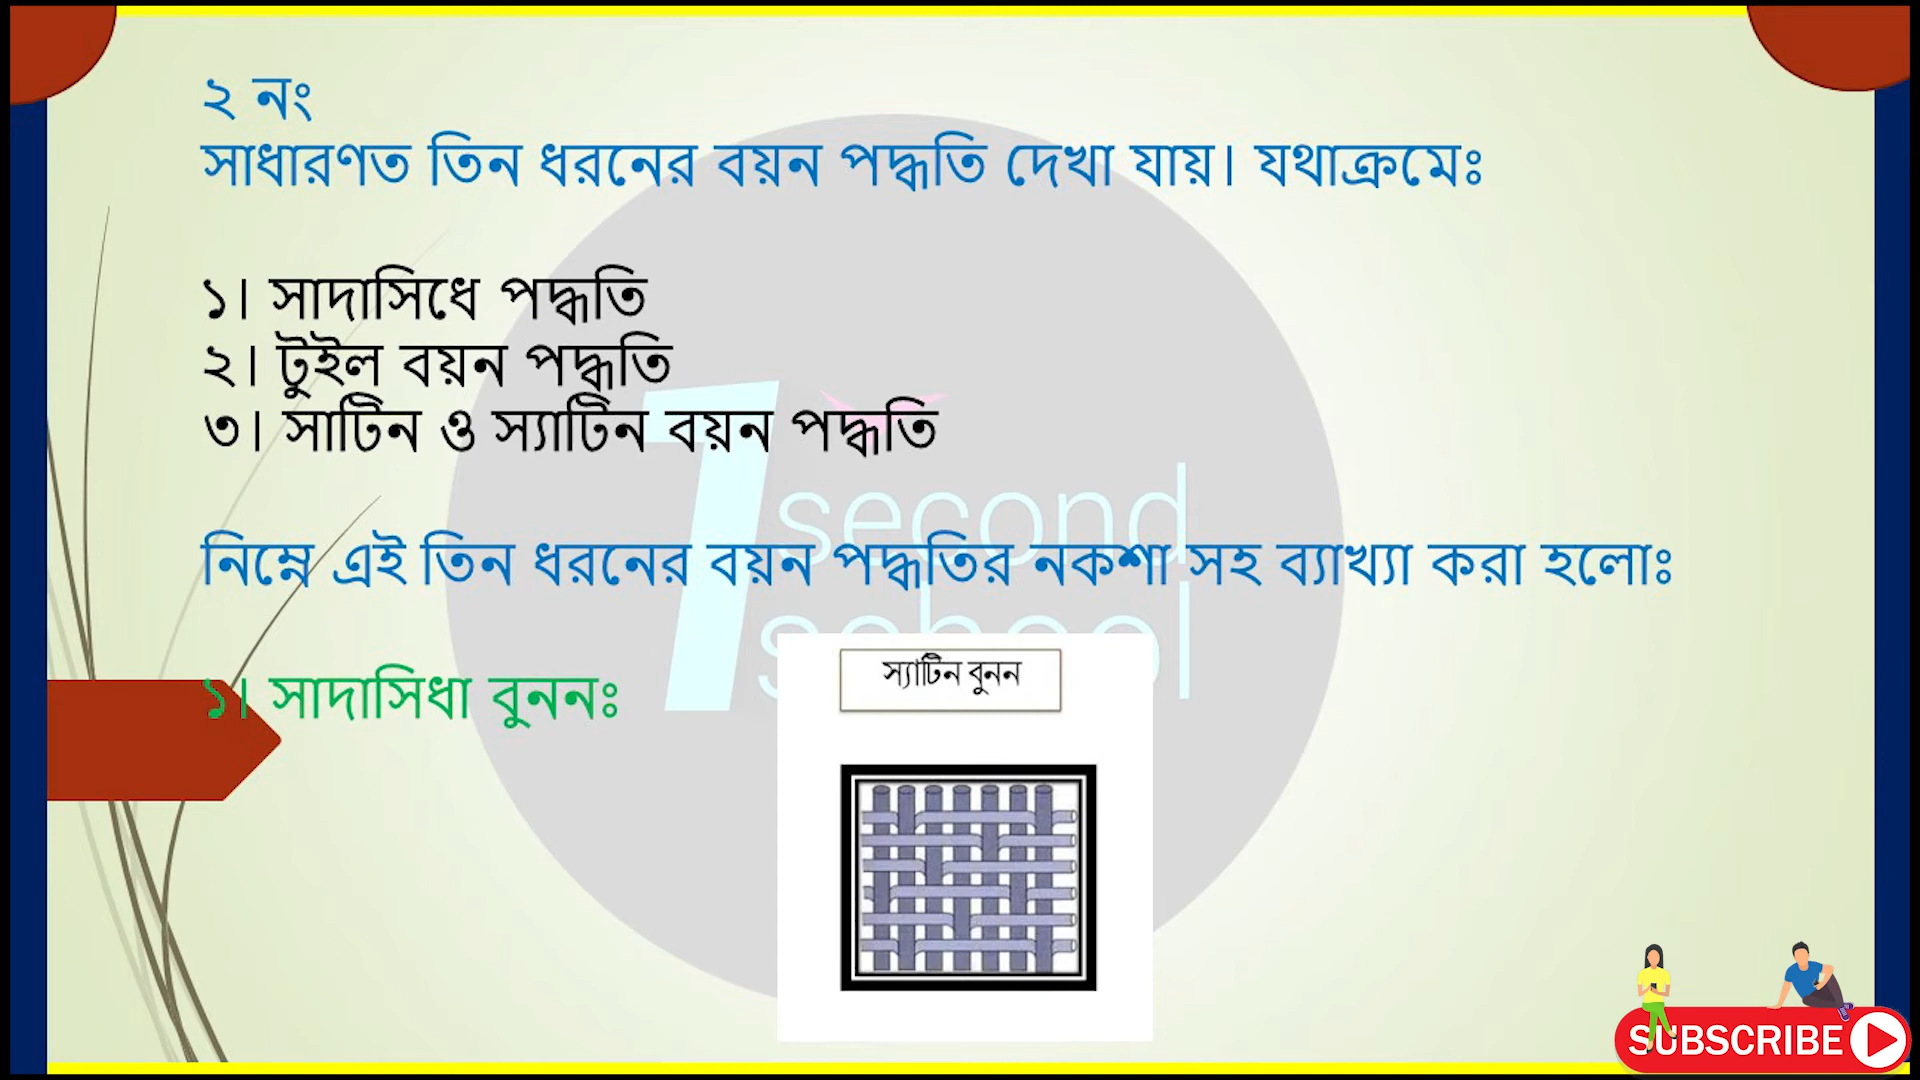 ২ নং
সাধারণত তিন ধরনের বয়ন পদ্ধতি দেখা যায়। যথাক্রমেঃ
১। সাদাসিধে পদ্ধতি
২। টুইল বয়ন পদ্ধতি
৩। সাটিন ও স্যাটিন বয়ন পদ্ধতি
1 second
school
নিম্নে এই তিন ধরনের বয়ন পদ্ধতির নকশা সহ ব্যাখ্যা করা হলোঃ
১। সাদাসিধা বুননঃ
স্যাটিন বুনন
SUBSCRIBE